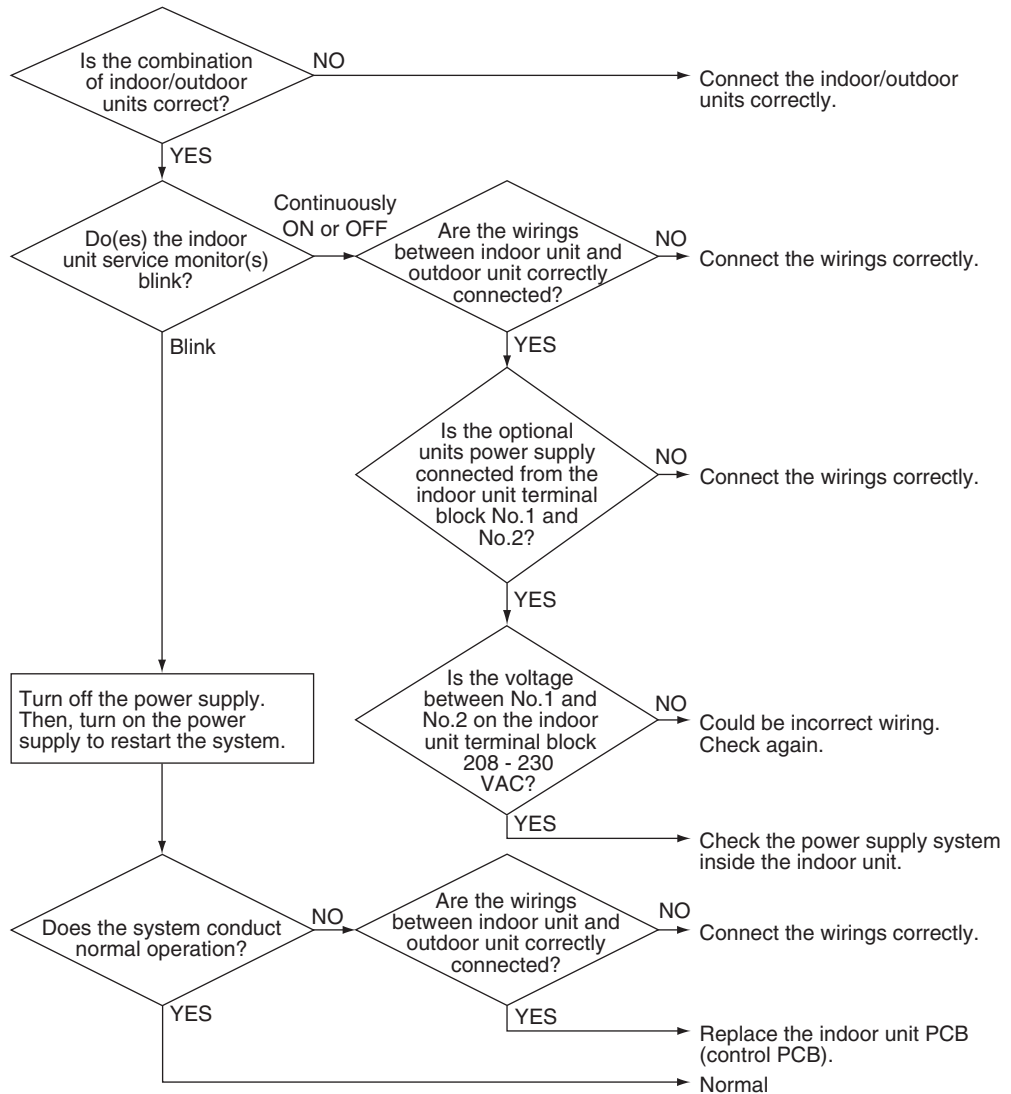 Is the combination
of indoor/outdoor
units correct?
NO
Connect the indoor/outdoor
units correctly.
YES
Do(es) the indoor
unit service monitor(s)
blink?
Continuously
ON or OFF
Are the wirings
between indoor unit and
outdoor unit correctly
connected?
NO
Connect the wirings correctly.
Blink
YES
Is the optional
units power supply
connected from the
indoor unit terminal
block No.1 and
No.2?
NO
Connect the wirings correctly.
YES
Turn off the power supply.
Then, turn on the power
supply to restart the system.
Is the voltage
between No.1 and
No.2 on the indoor
unit terminal block
208 - 230
VAC?
NO
Could be incorrect wiring.
Check again.
YES
Check the power supply system
inside the indoor unit.
Does the system conduct
normal operation?
NO
Are the wirings
between indoor unit and
outdoor unit correctly
connected?
NO
Connect the wirings correctly.
YES
YES
Replace the indoor unit PCB
(control PCB).
Normal